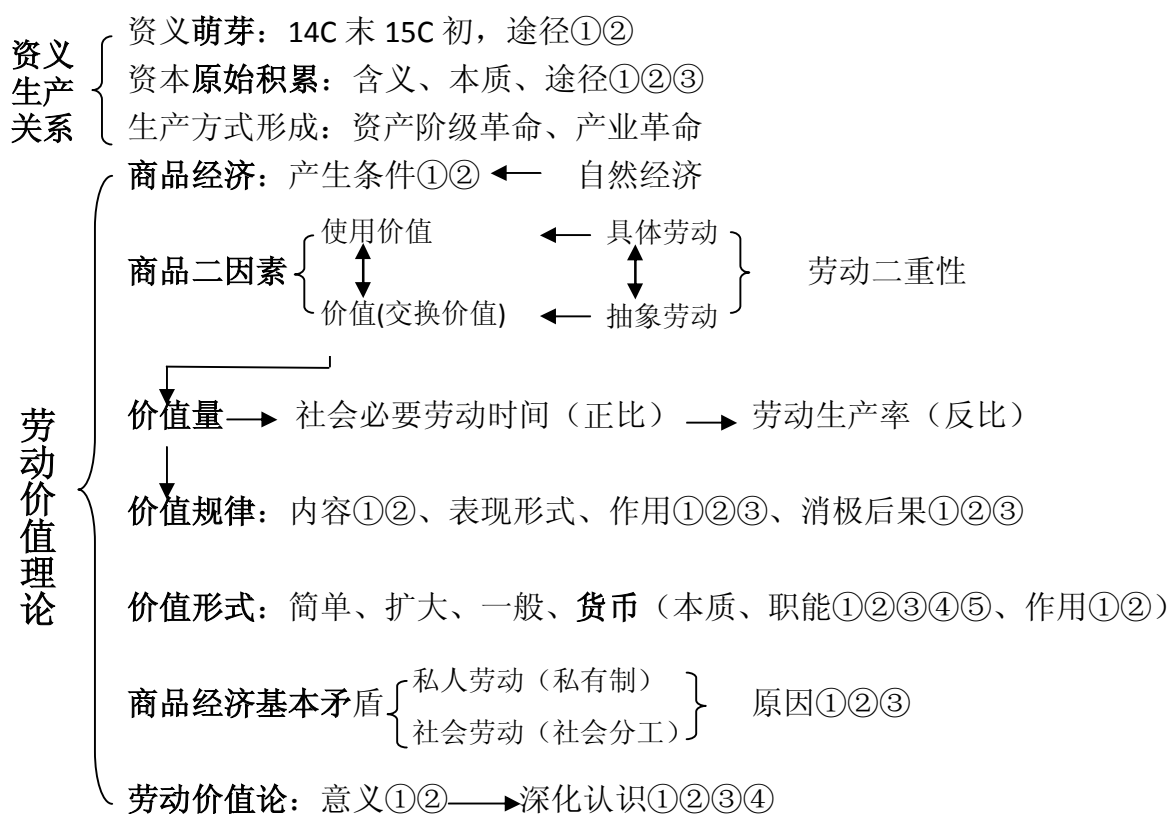 资义生产关系
资义萌芽：14C 末 15C 初，途径①②
资本原始积累：含义、本质、途径①②③
生产方式形成：资产阶级革命、产业革命
劳动价值理论
商品经济：产生条件①② 自然经济
商品二因素
使用价值 具体劳动
价值(交换价值) 抽象劳动
劳动二重性
价值量 社会必要劳动时间（正比） 劳动生产率（反比）
价值规律：内容①②、表现形式、作用①②③、消极后果①②③
价值形式：简单、扩大、一般、货币（本质、职能①②③④⑤、作用①②）
商品经济基本矛盾
私人劳动（私有制）
社会劳动（社会分工）
原因①②③
劳动价值论：意义①② 深化认识①②③④